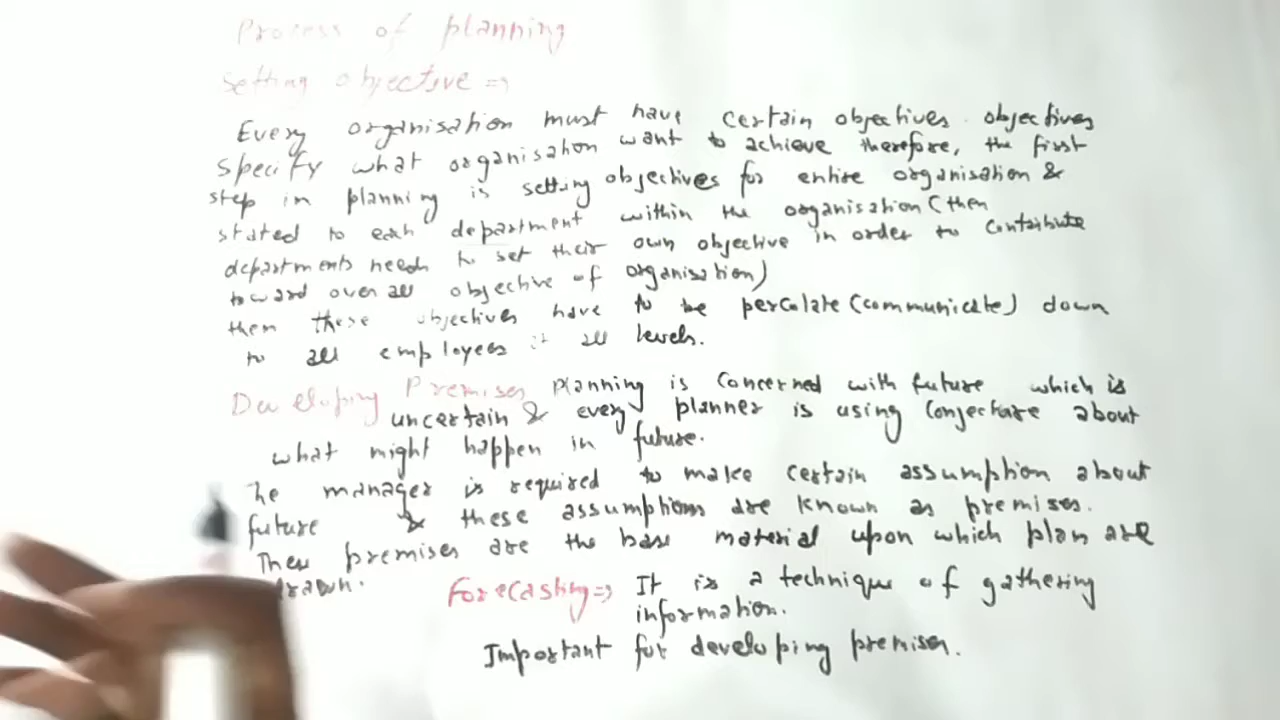 Process of planning
Setting objective ⇒
Every organisation must have certain objectives. objectives
specify what organisation want to achieve therefore, the first
step in planning is setting objectives for entire organisation &
stated to each department within the organisation (then
departments need to set their own objective in order to contribute
toward over all objective of organisation)
then these objectives have to be percolate (communicate) down
to all employees at all levels.
Developing Premises planning is concerned with future which is
uncertain & every planner is using conjecture about
what might happen in future.
The manager is required to make certain assumption about
future & these assumptions are known as premises.
These premises are the base material upon which plan are
drawn.
Forecasting ⇒ It is a technique of gathering
information.
Important for developing premises.